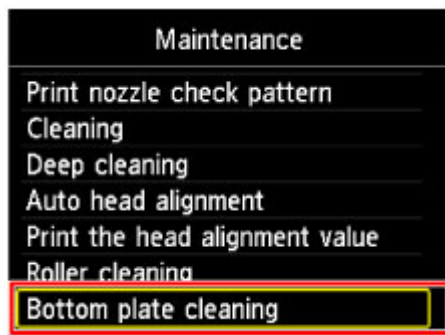 Maintenance
Print nozzle check pattern
Cleaning
Deep cleaning
Auto head alignment
Print the head alignment value
Roller cleaning
Bottom plate cleaning